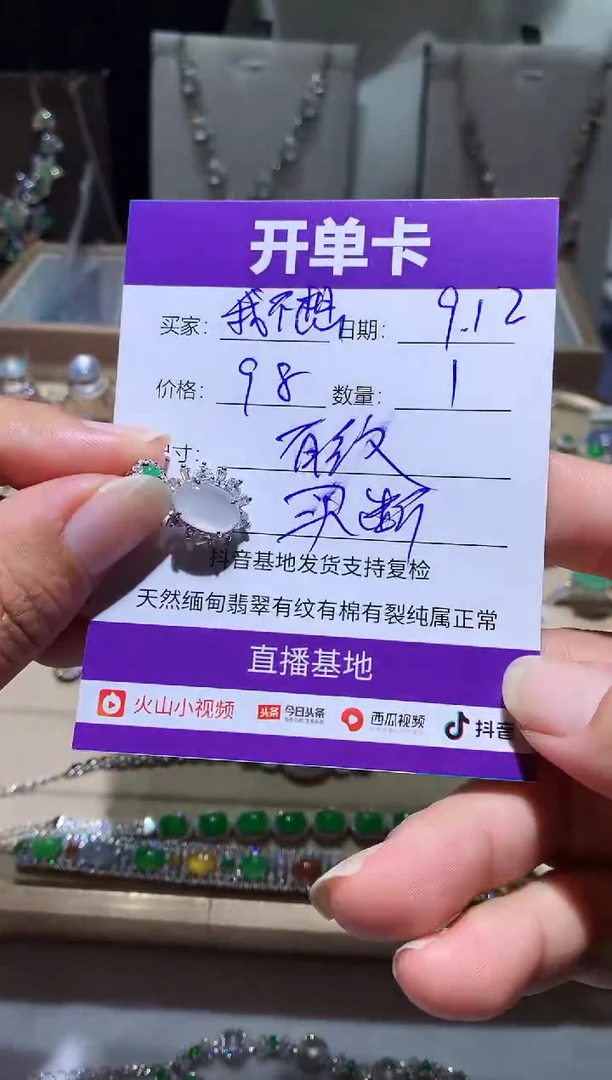 开单卡
买家：我不想 日期：9.12
价格：98 数量：1
寸：有纹
买断
抖音基地发货支持复检
天然缅甸翡翠有纹有棉有裂纯属正常
直播基地
火山小视频 头条 今日头条 西瓜视频 抖音